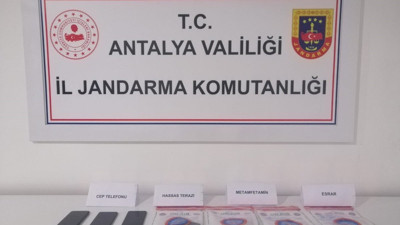 T.C.
ANTALYA VALİLİĞİ
İL JANDARMA KOMUTANLIĞI
CEP TELEFONU
HASSAS TERAZİ
METAMFETAMİN
ESRAR